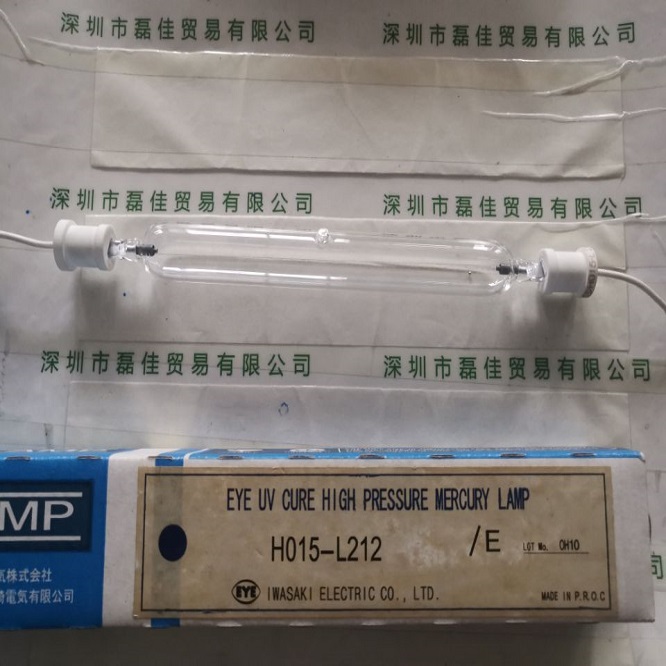 深圳市磊佳贸易有限公司 深圳市磊佳贸易有限公司
深圳市磊佳贸易有限公司 深圳市磊佳贸易有限公司
深圳市磊佳贸易有限公司 深圳市磊佳贸易有限公司
MP
気株式会社
電気有限公司
EYE UV CURE HIGH PRESSURE MERCURY LAMP
H015-L212 /E LOT No. OH10
EYE IWASAKI ELECTRIC CO., LTD. MADE IN P.R.O.C